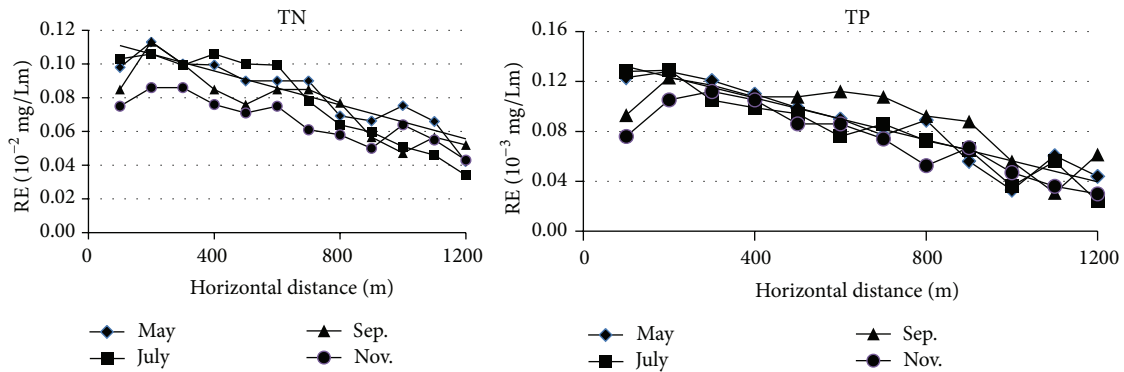 TN
RE (10⁻² mg/Lm)
0.12
0.10
0.08
0.06
0.04
0.02
0.00
0 400 800 1200
Horizontal distance (m)
May
July
Sep.
Nov.
TP
RE (10⁻³ mg/Lm)
0.16
0.12
0.08
0.04
0.00
0 400 800 1200
Horizontal distance (m)
May
July
Sep.
Nov.